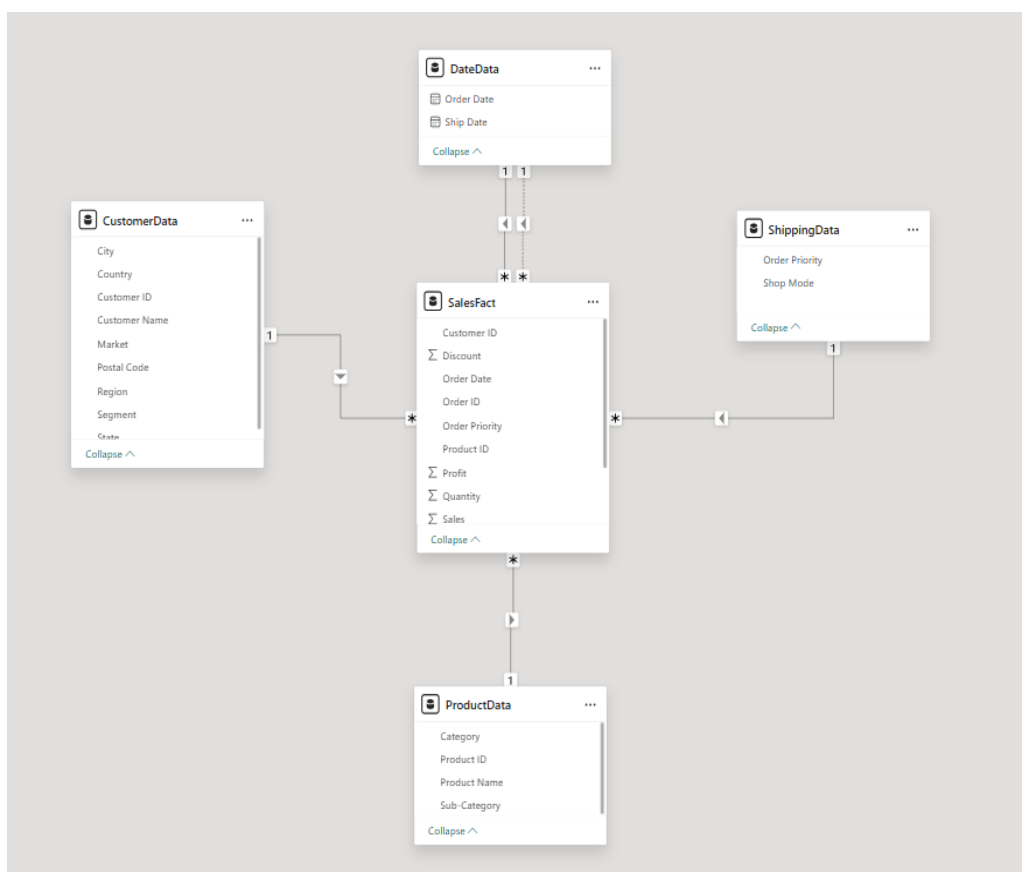 DateData
Order Date
Ship Date
Collapse
1 1
CustomerData
City
Country
Customer ID
Customer Name
Market
Postal Code
Region
Segment
State
Collapse
1
*
ShippingData
Order Priority
Shop Mode
Collapse
1
*
* *
SalesFact
Customer ID
Σ Discount
Order Date
Order ID
Order Priority
Product ID
Σ Profit
Σ Quantity
Σ Sales
Collapse
*
1
ProductData
Category
Product ID
Product Name
Sub-Category
Collapse